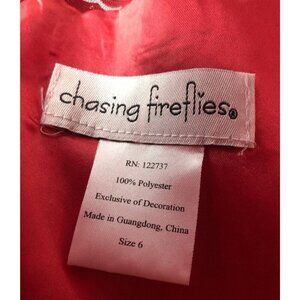 chasing fireflies®
RN: 122737
100% Polyester
Exclusive of Decoration
Made in Guangdong, China
Size 6